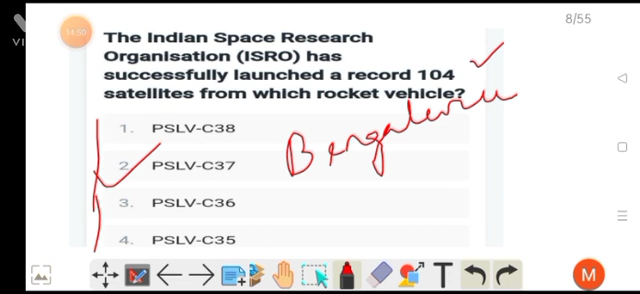 8/55
14:50
VI
The Indian Space Research
Organisation (ISRO) has
successfully launched a record 104
satellites from which rocket vehicle?
1. PSLV-C38
2. PSLV-C37
3. PSLV-C36
4. PSLV-C35
T
M